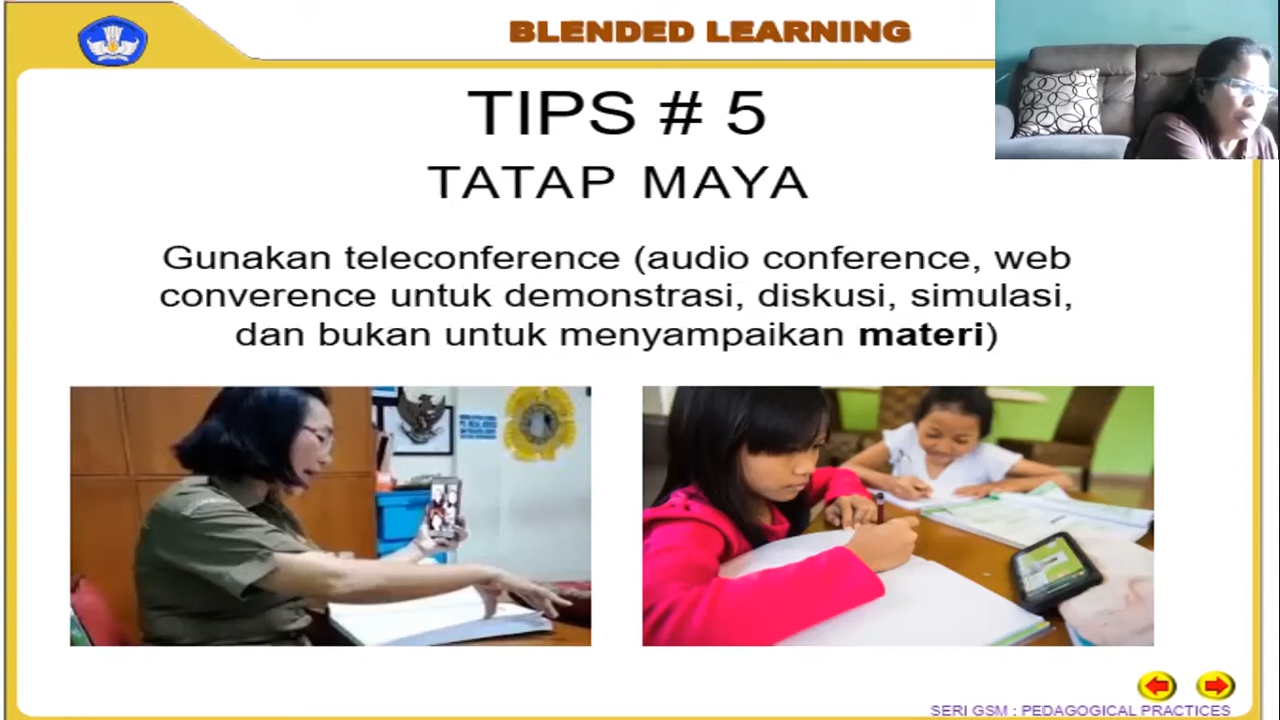 BLENDED LEARNING
TIPS # 5
TATAP MAYA
Gunakan teleconference (audio conference, web
converence untuk demonstrasi, diskusi, simulasi,
dan bukan untuk menyampaikan materi)
SERI GSM : PEDAGOGICAL PRACTICES